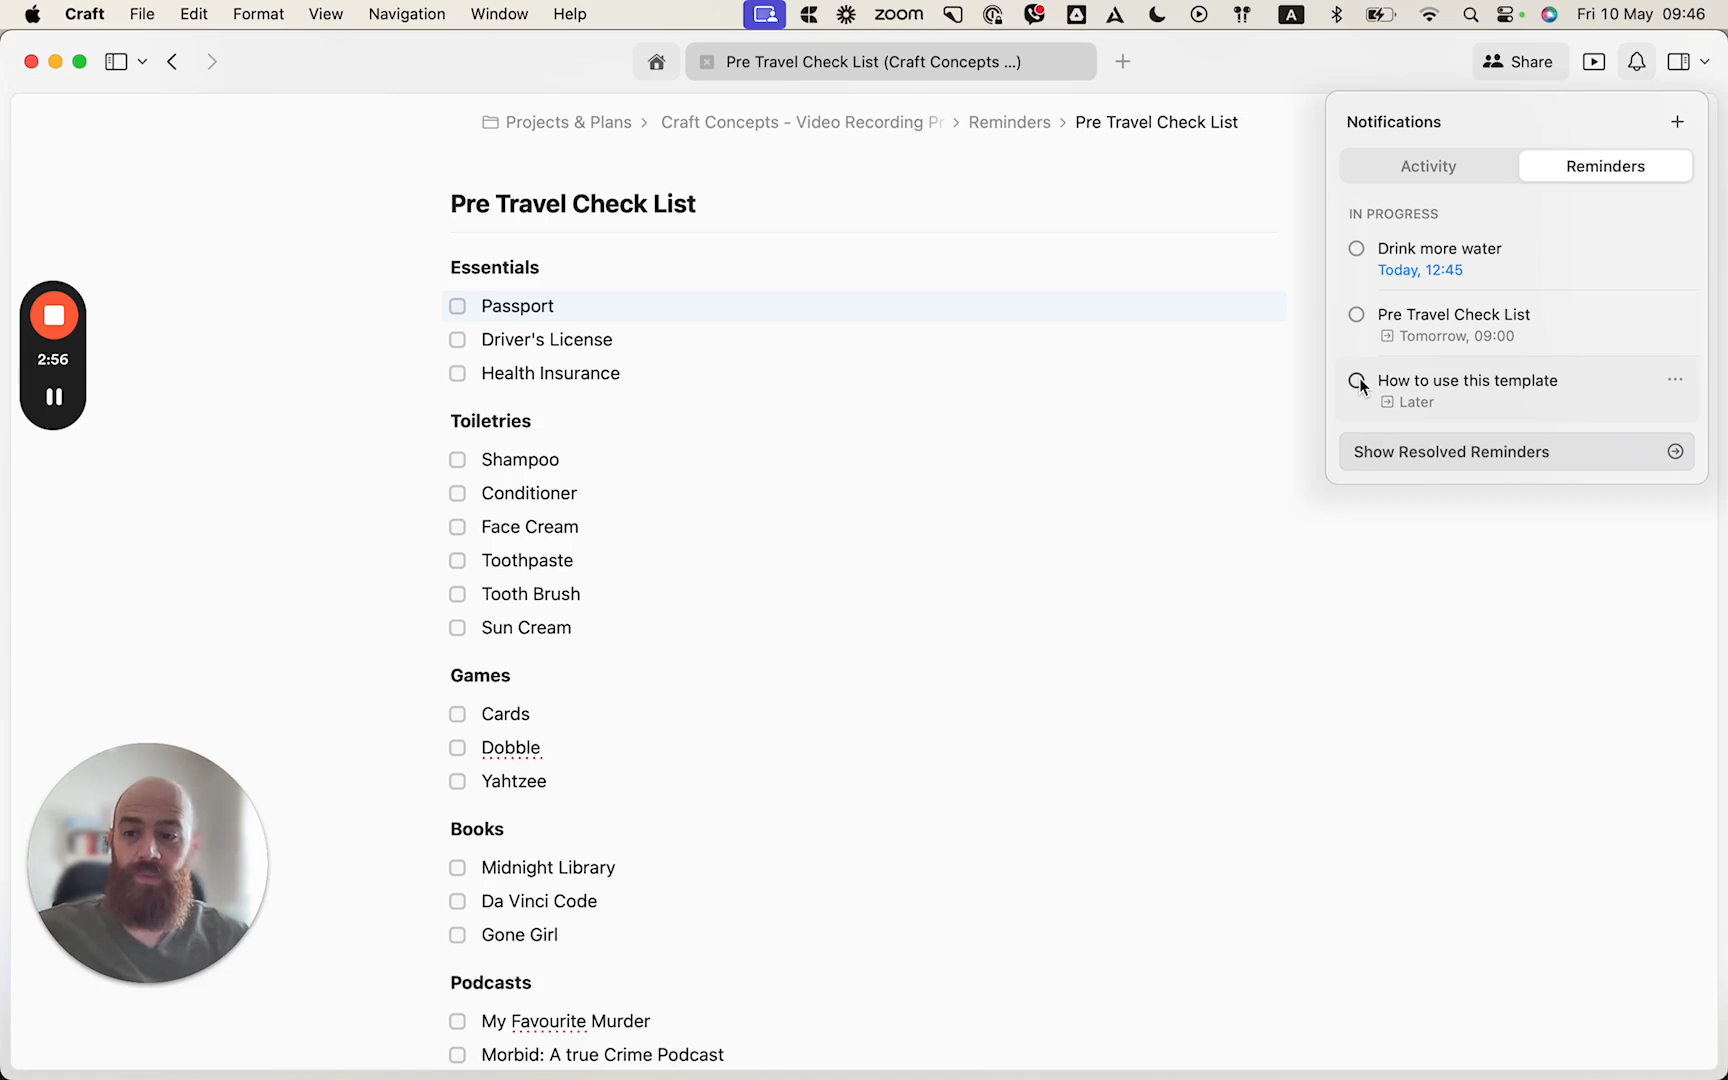 Craft File Edit Format View Navigation Window Help zoom A Fri 10 May 09:46
Pre Travel Check List (Craft Concepts ...) Share
Projects & Plans > Craft Concepts - Video Recording Pr > Reminders > Pre Travel Check List
Pre Travel Check List
Essentials
Passport
Driver's License
Health Insurance
Toiletries
Shampoo
Conditioner
Face Cream
Toothpaste
Tooth Brush
Sun Cream
Games
Cards
Dobble
Yahtzee
Books
Midnight Library
Da Vinci Code
Gone Girl
Podcasts
My Favourite Murder
Morbid: A true Crime Podcast
2:56
Notifications
Activity Reminders
IN PROGRESS
Drink more water
Today, 12:45
Pre Travel Check List
Tomorrow, 09:00
How to use this template
Later
Show Resolved Reminders